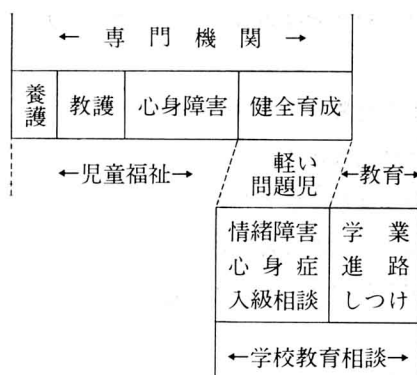 ← 専門機関 →
養護 教護 心身障害 健全育成
←児童福祉→ 軽い問題児 ←教育→
情緒障害 学業
心身症 進路
入級相談 しつけ
←学校教育相談→